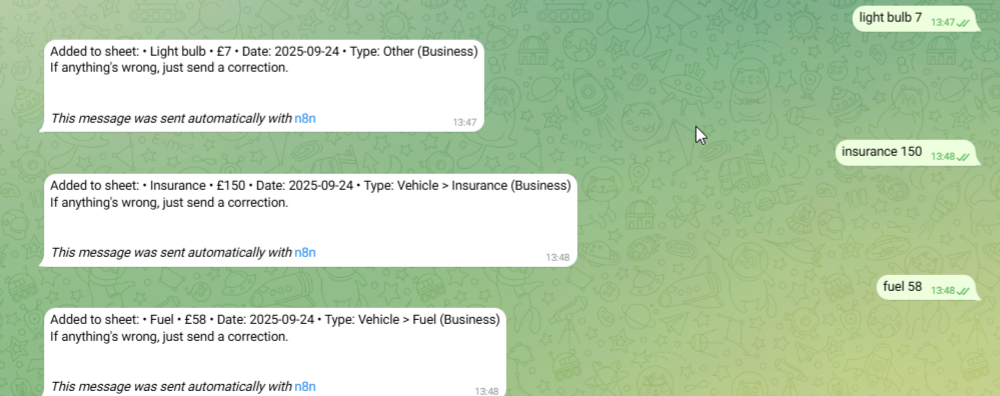 light bulb 7 13:47
Added to sheet: • Light bulb • £7 • Date: 2025-09-24 • Type: Other (Business)
If anything's wrong, just send a correction.
This message was sent automatically with n8n
13:47
insurance 150 13:48
Added to sheet: • Insurance • £150 • Date: 2025-09-24 • Type: Vehicle > Insurance (Business)
If anything's wrong, just send a correction.
This message was sent automatically with n8n
13:48
fuel 58 13:48
Added to sheet: • Fuel • £58 • Date: 2025-09-24 • Type: Vehicle > Fuel (Business)
If anything's wrong, just send a correction.
This message was sent automatically with n8n
13:48